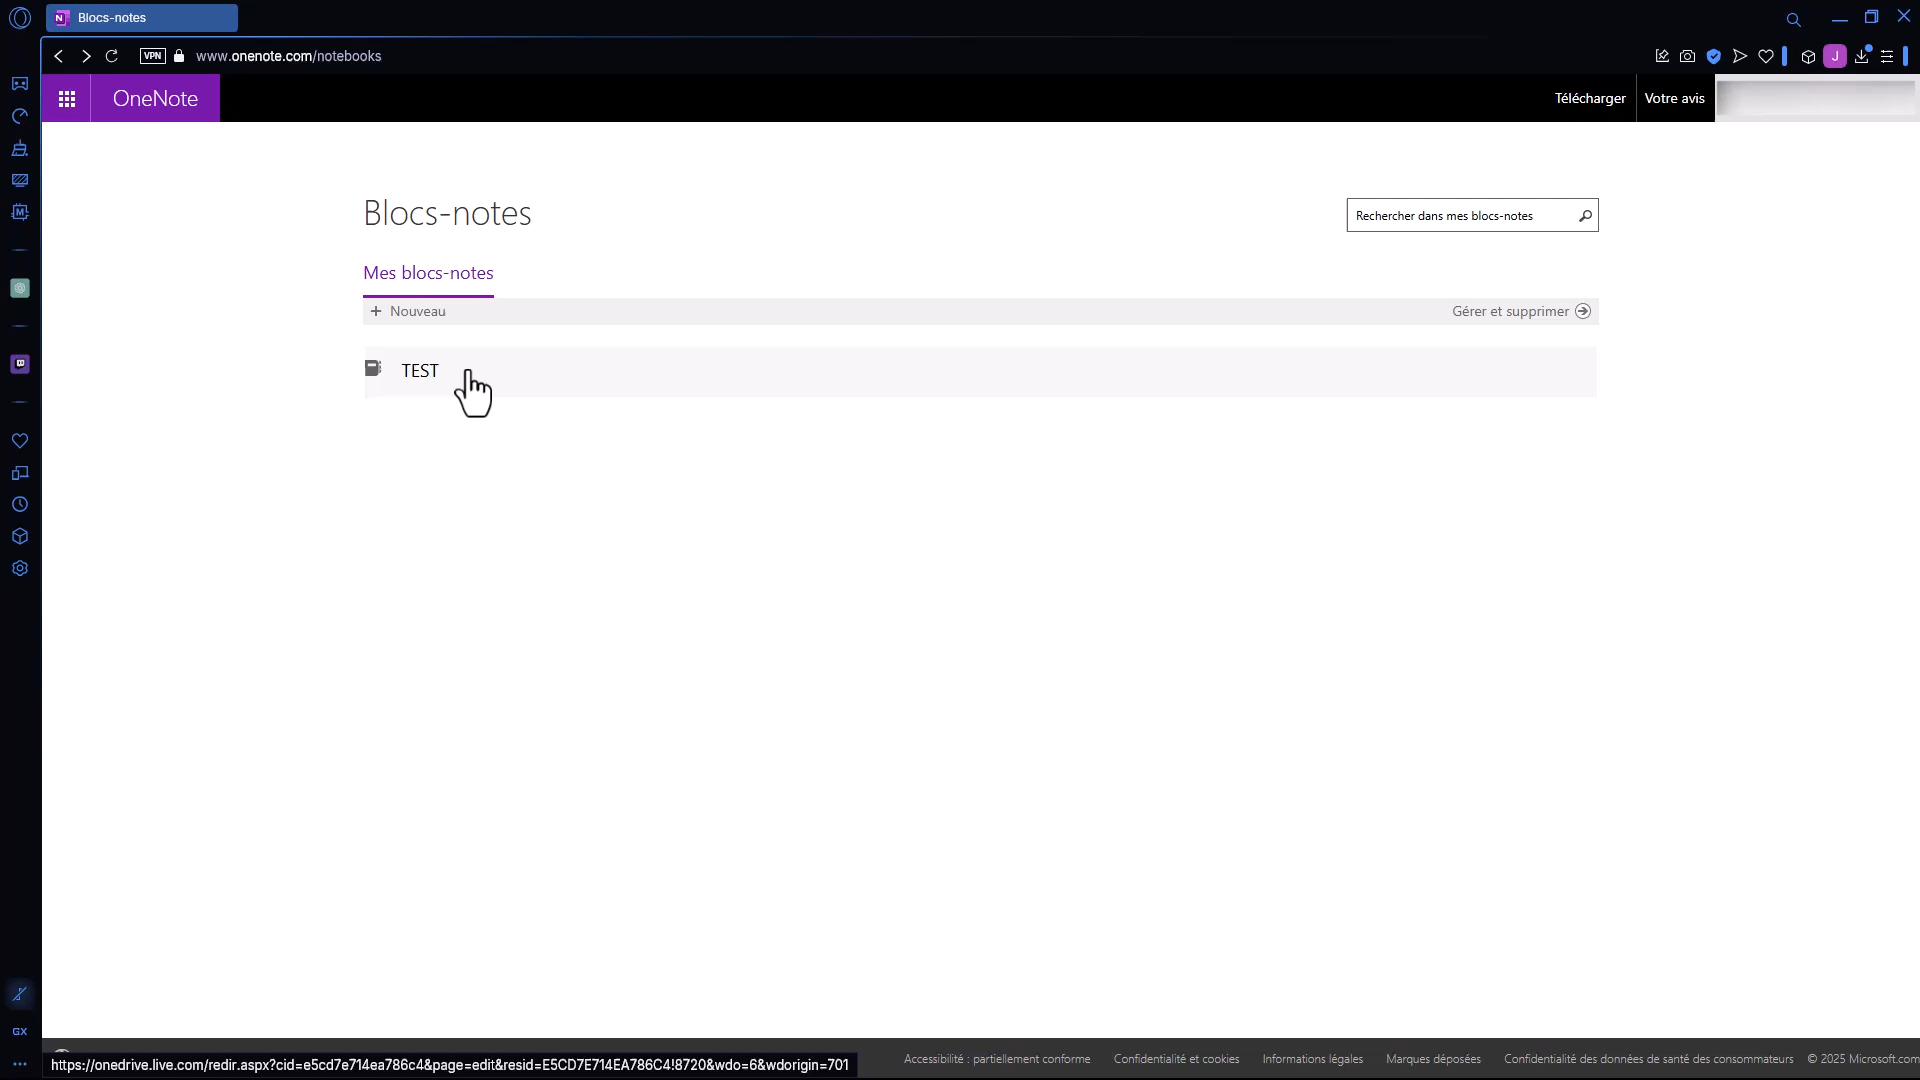 Blocs-notes
VPN
www.onenote.com/notebooks
J
OneNote
Télécharger
Votre avis
Blocs-notes
Rechercher dans mes blocs-notes
Mes blocs-notes
+ Nouveau
Gérer et supprimer
TEST
GX
https://onedrive.live.com/redir.aspx?cid=e5cd7e714ea786c4&page=edit&resid=E5CD7E714EA786C4!8720&wdo=6&wdorigin=701
Accessibilité : partiellement conforme
Confidentialité et cookies
Informations légales
Marques déposées
Confidentialité des données de santé des consommateurs
© 2025 Microsoft.com